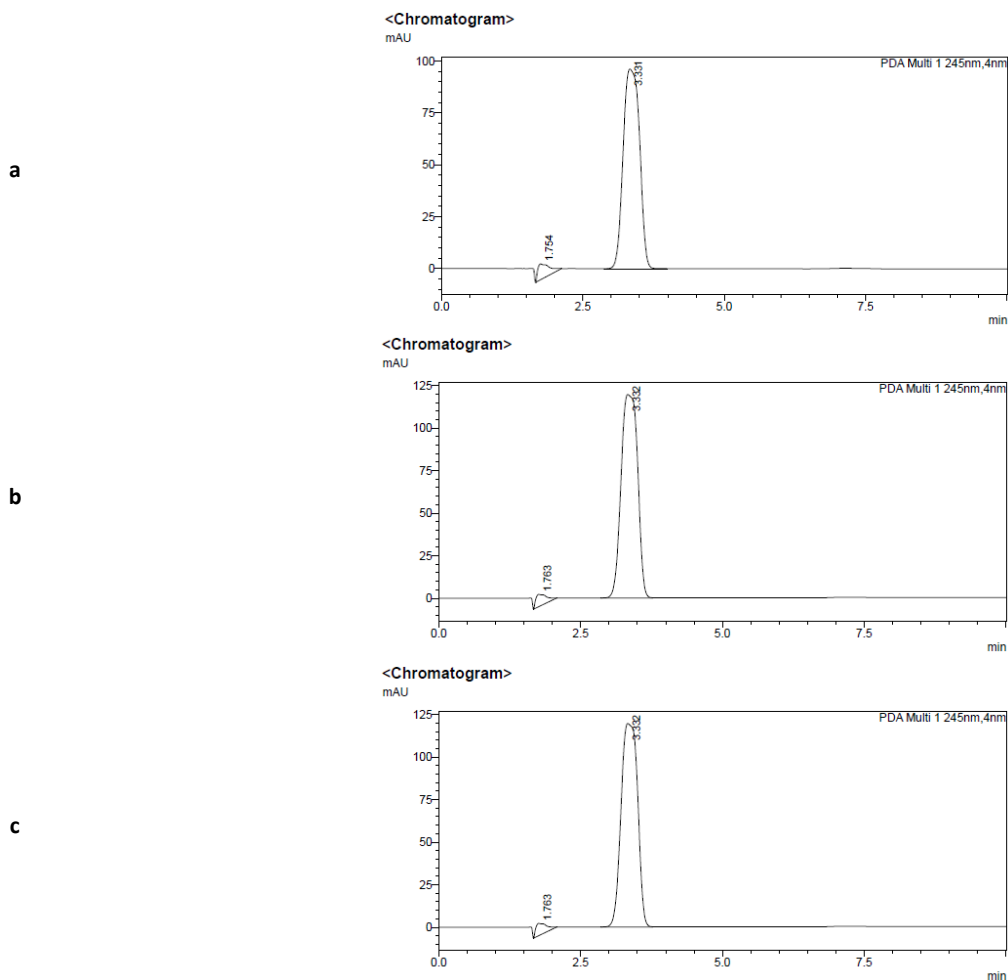 <Chromatogram>
mAU
PDA Multi 1 245nm,4nm
100
75
50
25
0
3.331
1.754
0.0 2.5 5.0 7.5
min
a
<Chromatogram>
mAU
PDA Multi 1 245nm,4nm
125
100
75
50
25
0
3.332
1.763
0.0 2.5 5.0 7.5
min
b
<Chromatogram>
mAU
PDA Multi 1 245nm,4nm
125
100
75
50
25
0
3.332
1.763
0.0 2.5 5.0 7.5
min
c